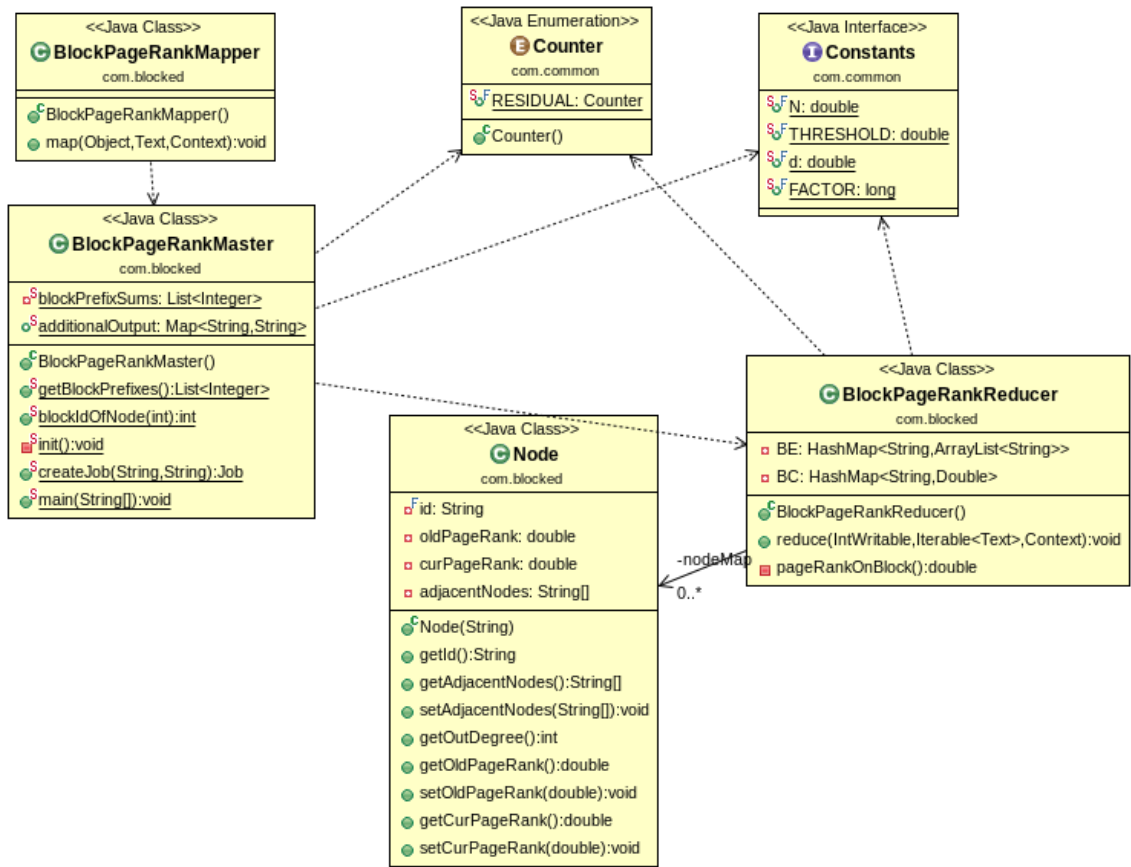 <<Java Class>>
BlockPageRankMapper
com.blocked
BlockPageRankMapper()
map(Object,Text,Context):void
<<Java Enumeration>>
Counter
com.common
RESIDUAL: Counter
Counter()
<<Java Interface>>
Constants
com.common
N: double
THRESHOLD: double
d: double
FACTOR: long
<<Java Class>>
BlockPageRankMaster
com.blocked
blockPrefixSums: List<Integer>
additionalOutput: Map<String,String>
BlockPageRankMaster()
getBlockPrefixes():List<Integer>
blockIdOfNode(int):int
init():void
createJob(String,String):Job
main(String[]):void
<<Java Class>>
BlockPageRankReducer
com.blocked
BE: HashMap<String,ArrayList<String>>
BC: HashMap<String,Double>
BlockPageRankReducer()
reduce(IntWritable,Iterable<Text>,Context):void
pageRankOnBlock():double
-nodeMap
0..*
<<Java Class>>
Node
com.blocked
id: String
oldPageRank: double
curPageRank: double
adjacentNodes: String[]
Node(String)
getId():String
getAdjacentNodes():String[]
setAdjacentNodes(String[]):void
getOutDegree():int
getOldPageRank():double
setOldPageRank(double):void
getCurPageRank():double
setCurPageRank(double):void